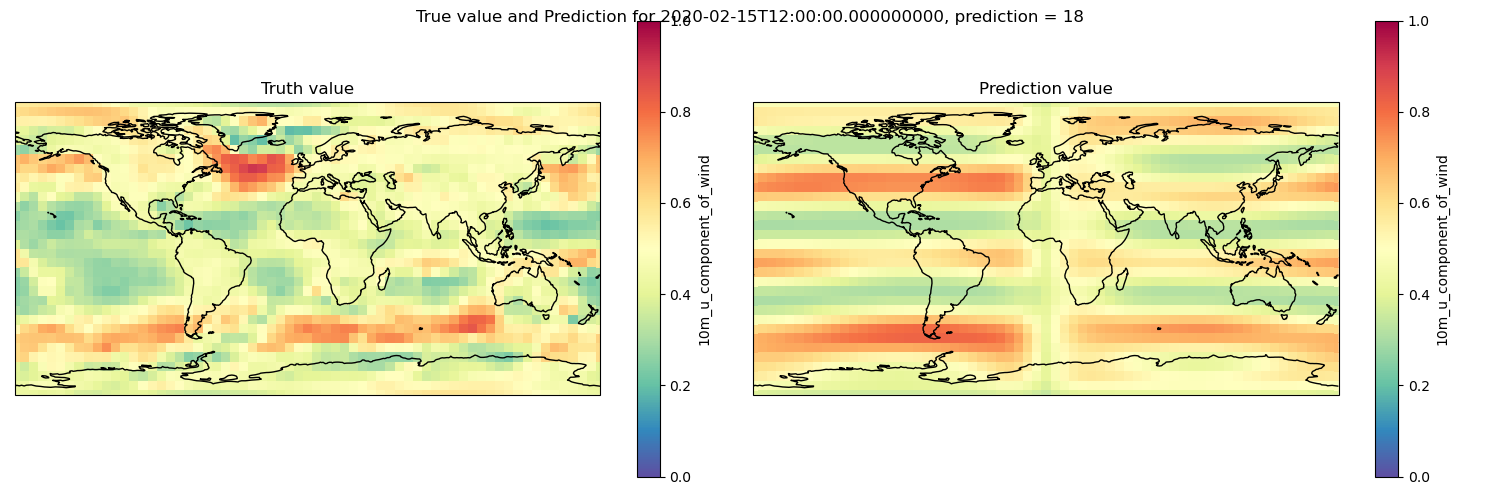 True value and Prediction for 2020-02-15T12:00:00.000000000, prediction = 18
Truth value
1.0
0.8
0.6
0.4
0.2
0.0
10m_u_component_of_wind
Prediction value
1.0
0.8
0.6
0.4
0.2
0.0
10m_u_component_of_wind